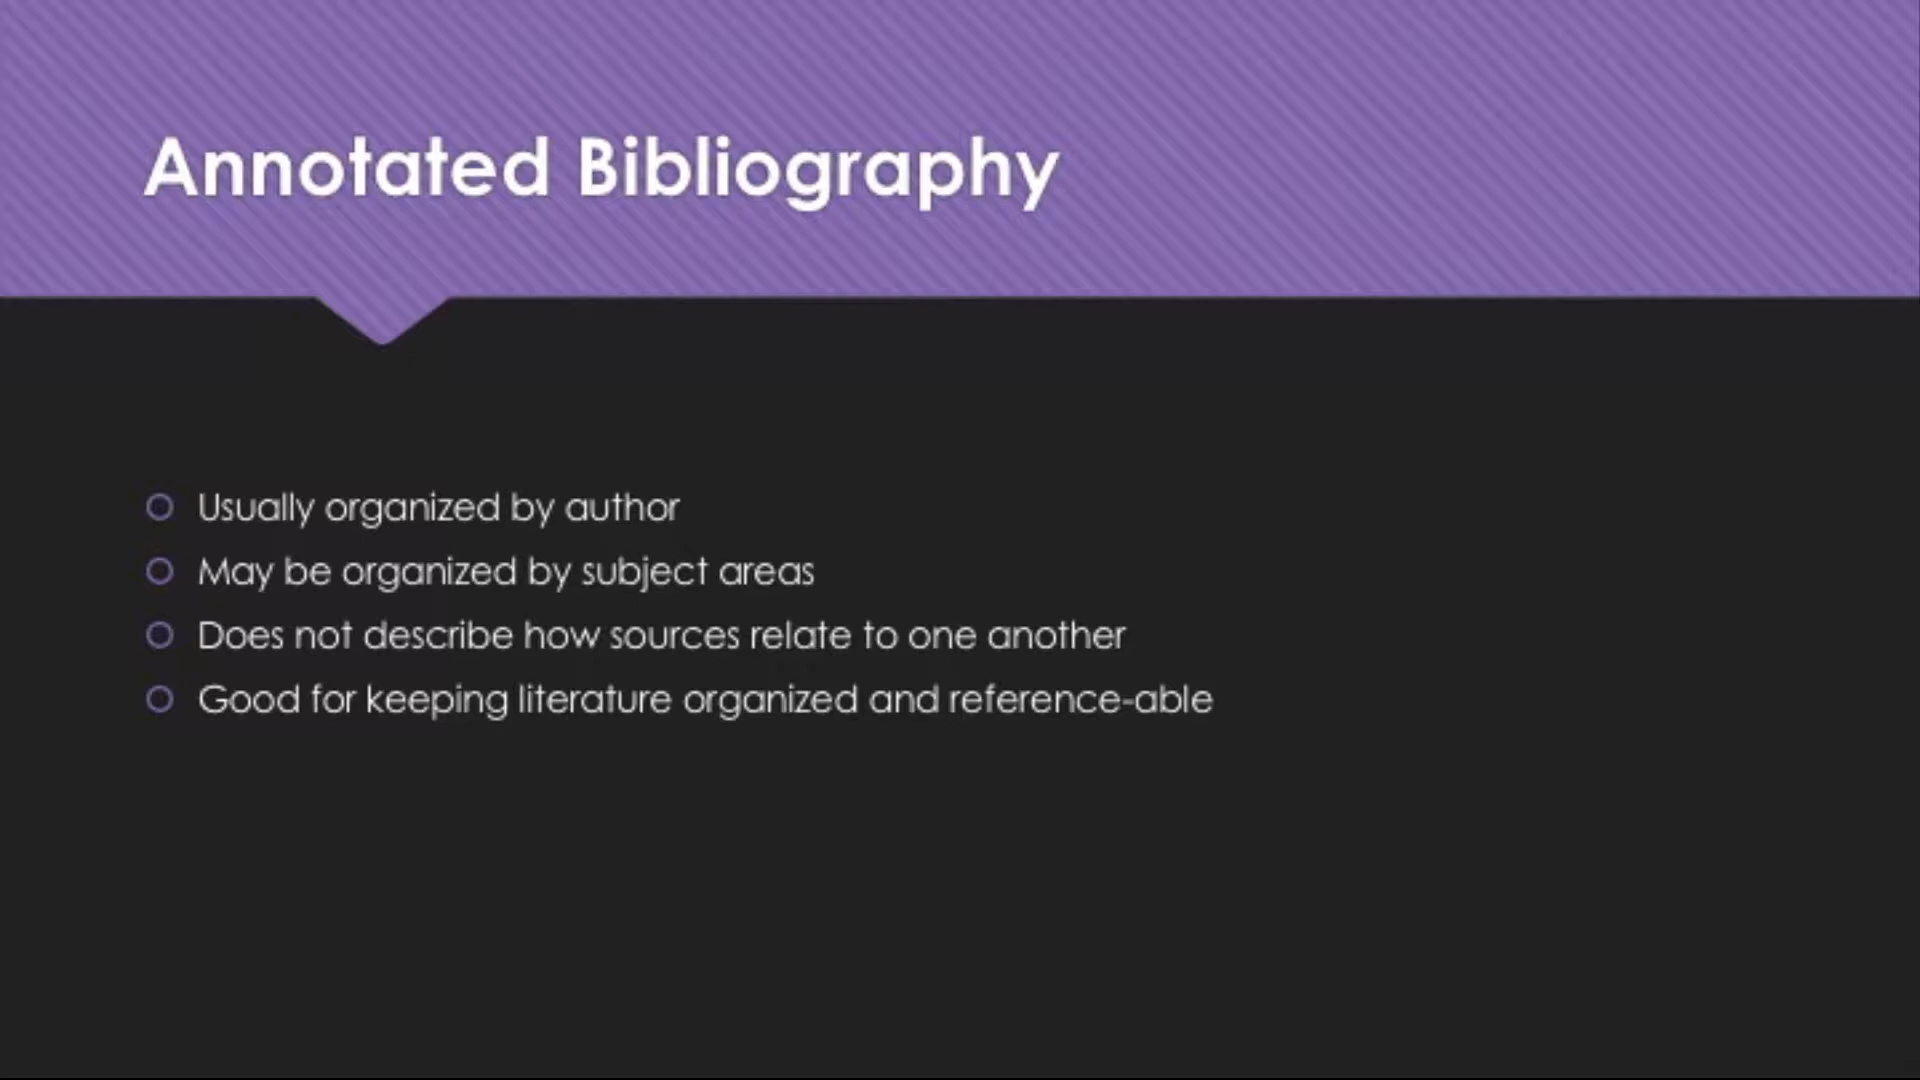 Annotated Bibliography
Usually organized by author
May be organized by subject areas
Does not describe how sources relate to one another
Good for keeping literature organized and reference-able